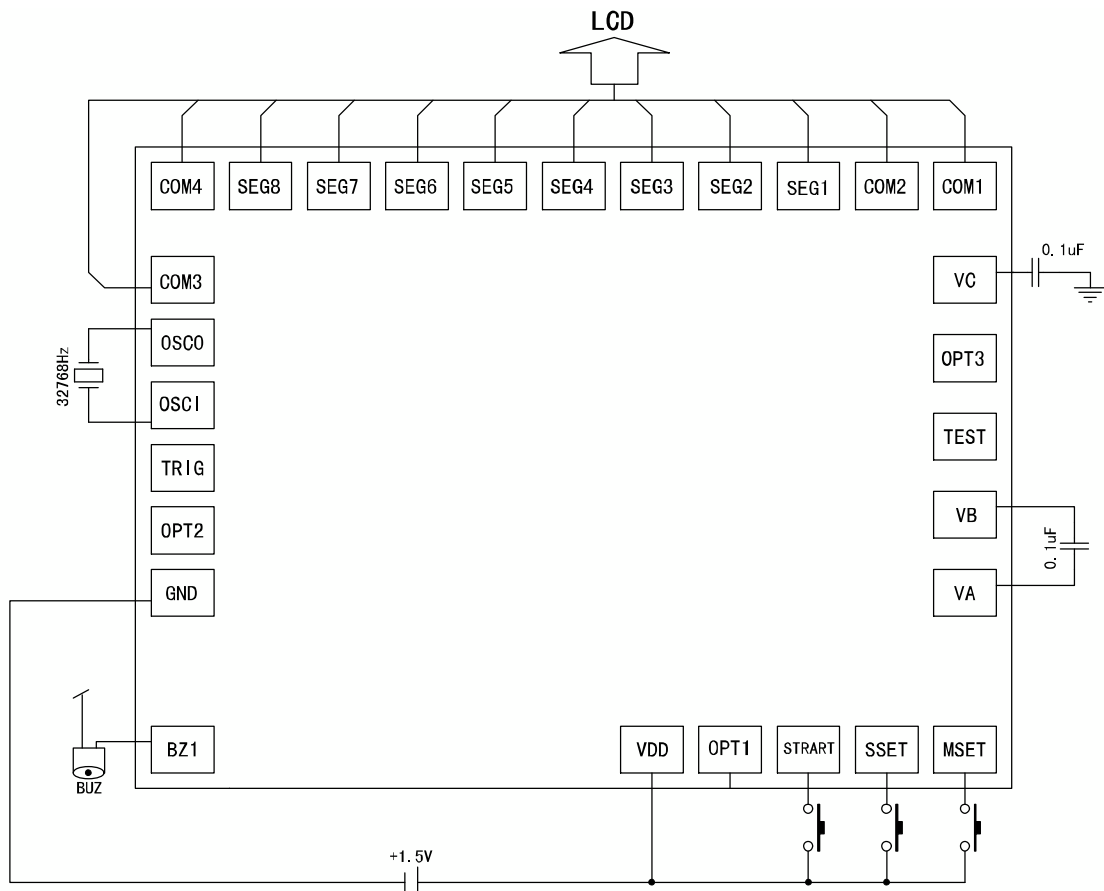 LCD
COM4 SEG8 SEG7 SEG6 SEG5 SEG4 SEG3 SEG2 SEG1 COM2 COM1
COM3
OSCO
OSCI
TRIG
OPT2
GND
BZ1
32768Hz
BUZ
VC
0.1uF
OPT3
TEST
VB
VA
0.1uF
VDD OPT1 STRART SSET MSET
+1.5V